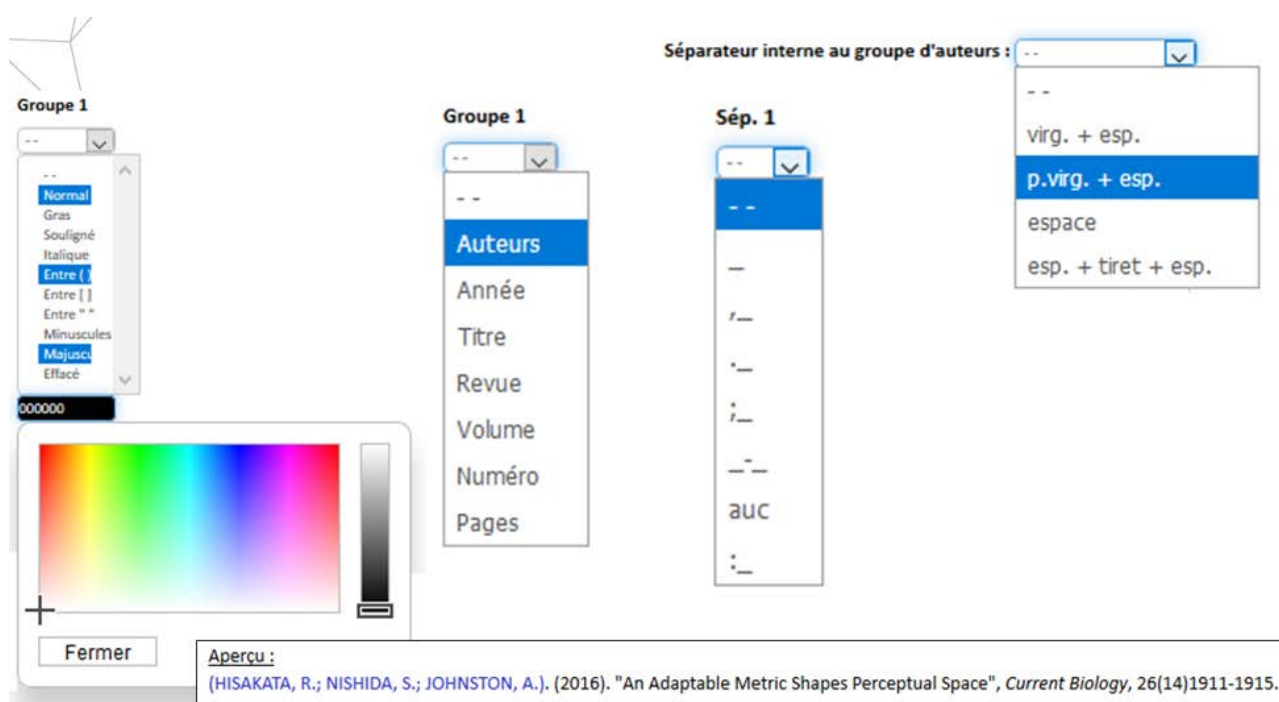 Séparateur interne au groupe d'auteurs :
--
--
virg. + esp.
p.virg. + esp.
espace
esp. + tiret + esp.
Groupe 1
--
--
Normal
Gras
Souligné
Italique
Entre ( )
Entre [ ]
Entre " "
Minuscules
Majuscu
Effacé
000000
Fermer
Groupe 1
--
--
Auteurs
Année
Titre
Revue
Volume
Numéro
Pages
Sép. 1
--
--
_
,_
._
;_
_-_
auc
:_
Aperçu :
(HISAKATA, R.; NISHIDA, S.; JOHNSTON, A.). (2016). "An Adaptable Metric Shapes Perceptual Space", Current Biology, 26(14)1911-1915.